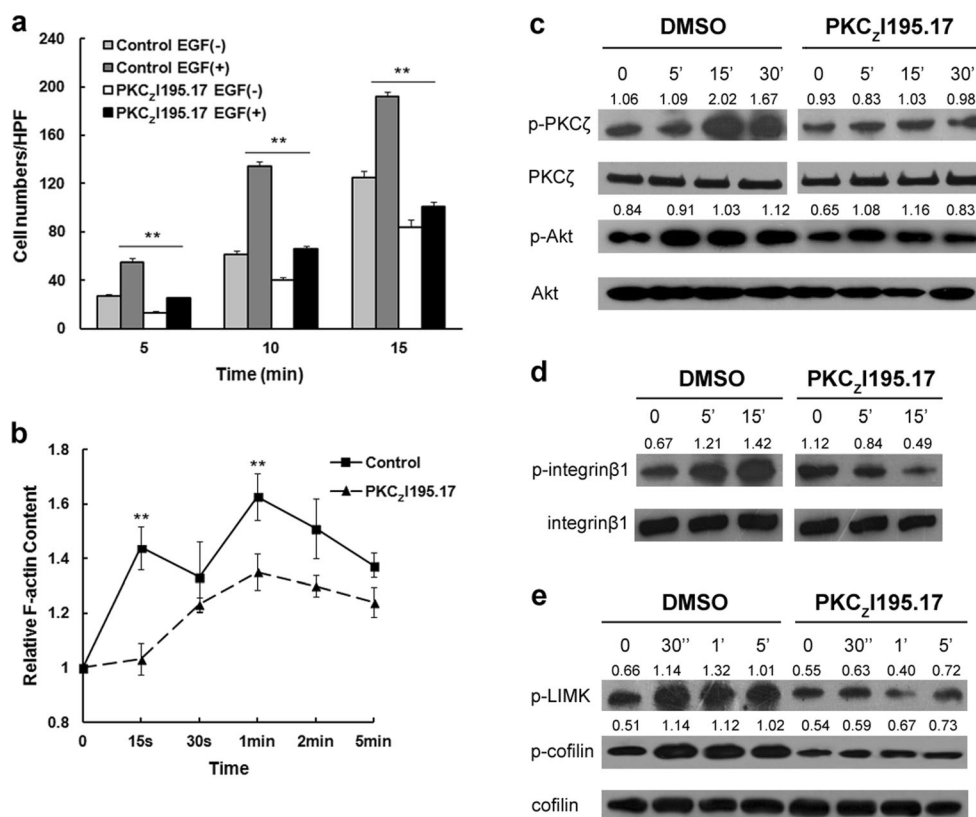 a
240
200
160
120
80
40
0
Cell numbers/HPF
Control EGF(-)
Control EGF(+)
PKCzI195.17 EGF(-)
PKCzI195.17 EGF(+)
**
**
**
5 10 15
Time (min)
b
1.8
1.6
1.4
1.2
1
0.8
Relative F-actin Content
Control
PKCzI195.17
**
**
0 15s 30s 1min 2min 5min
Time
c
DMSO PKCzI195.17
0 5' 15' 30' 0 5' 15' 30'
1.06 1.09 2.02 1.67 0.93 0.83 1.03 0.98
p-PKCζ
PKCζ
0.84 0.91 1.03 1.12 0.65 1.08 1.16 0.83
p-Akt
Akt
d
DMSO PKCzI195.17
0 5' 15' 0 5' 15'
0.67 1.21 1.42 1.12 0.84 0.49
p-integrinβ1
integrinβ1
e
DMSO PKCzI195.17
0 30'' 1' 5' 0 30'' 1' 5'
0.66 1.14 1.32 1.01 0.55 0.63 0.40 0.72
p-LIMK
0.51 1.14 1.12 1.02 0.54 0.59 0.67 0.73
p-cofilin
cofilin